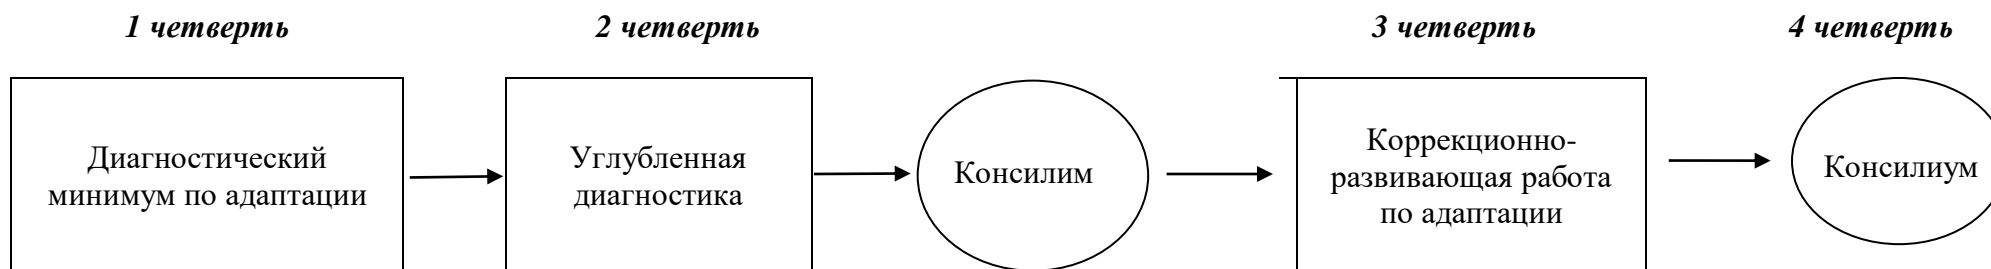 1 четверть
2 четверть
3 четверть
4 четверть
Диагностический
минимум по адаптации
Углубленная
диагностика
Консилим
Коррекционно-
развивающая работа
по адаптации
Консилиум